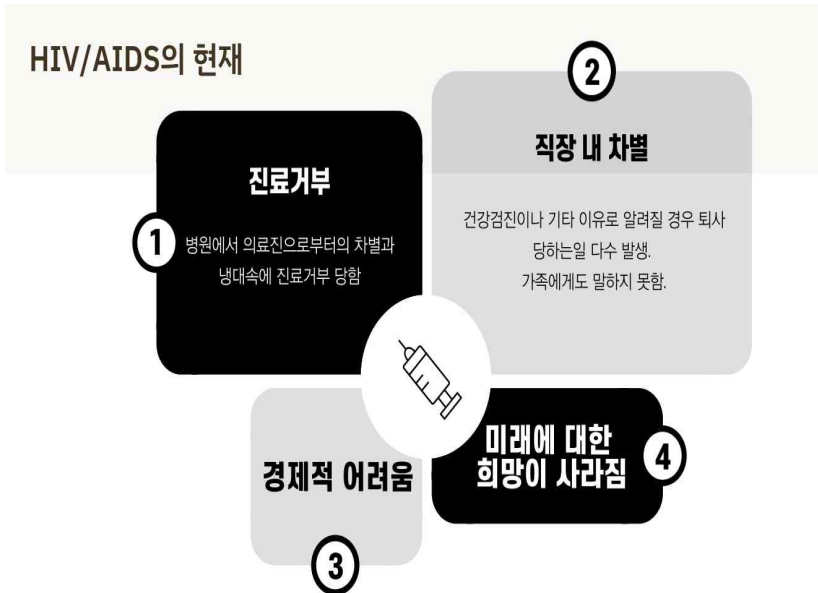 HIV/AIDS의 현재
1
진료거부
병원에서 의료진으로부터의 차별과
냉대속에 진료거부 당함
2
직장 내 차별
건강검진이나 기타 이유로 알려질 경우 퇴사
당하는일 다수 발생.
가족에게도 말하지 못함.
경제적 어려움
3
미래에 대한
희망이 사라짐
4